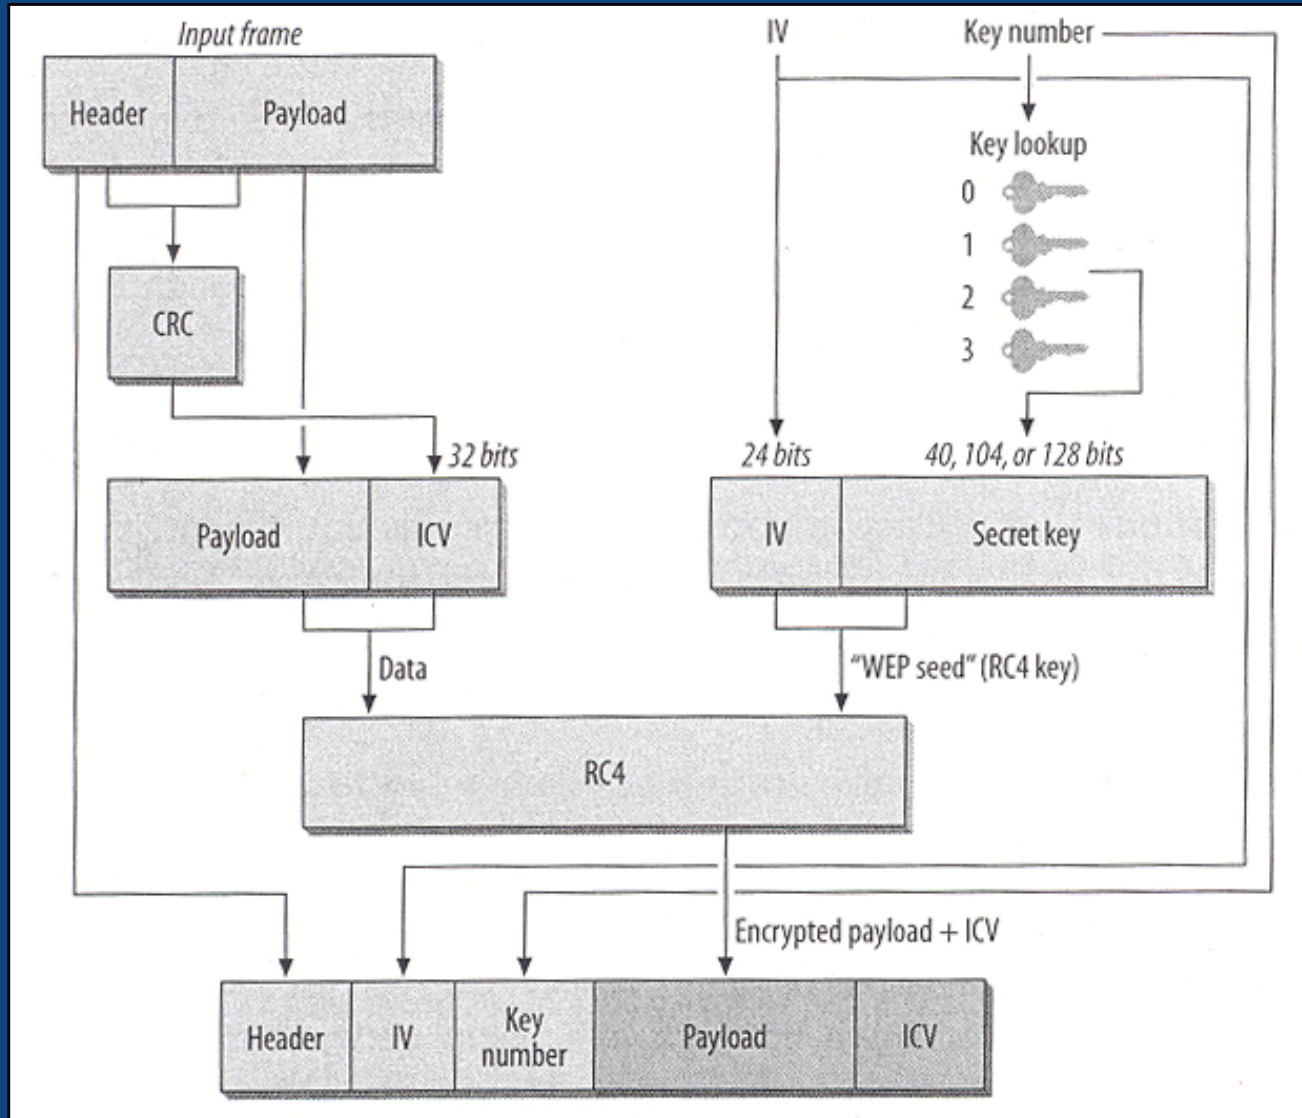 Input frame
IV
Key number
Header
Payload
Key lookup
0
1
2
3
CRC
32 bits
24 bits
40, 104, or 128 bits
Payload
ICV
IV
Secret key
Data
“WEP seed” (RC4 key)
RC4
Encrypted payload + ICV
Header
IV
Key
number
Payload
ICV